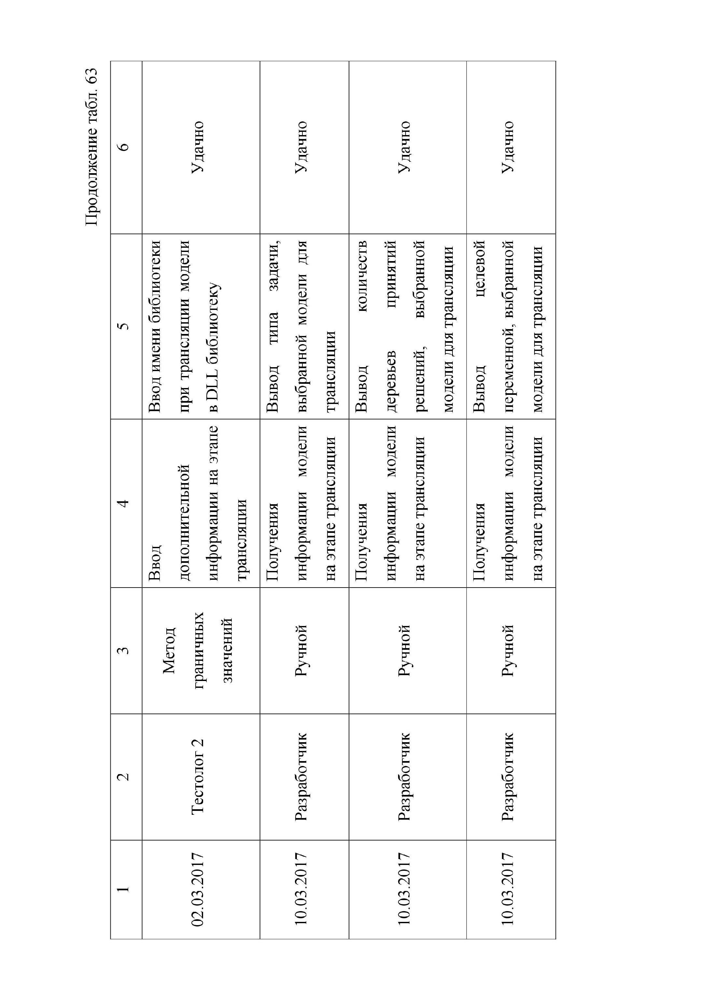 Продолжение табл. 63
1
2
3
4
5
6
02.03.2017
Тестолог 2
Метод
граничных
значений
Ввод
дополнительной
информации на этапе
трансляции
Ввод имени библиотеки
при трансляции модели
в DLL библиотеку
Удачно
10.03.2017
Разработчик
Ручной
Получения
информации модели
на этапе трансляции
Вывод типа задачи,
выбранной модели для
трансляции
Удачно
10.03.2017
Разработчик
Ручной
Получения
информации модели
на этапе трансляции
Вывод количеств
деревьев принятий
решений, выбранной
модели для трансляции
Удачно
10.03.2017
Разработчик
Ручной
Получения
информации модели
на этапе трансляции
Вывод целевой
переменной, выбранной
модели для трансляции
Удачно